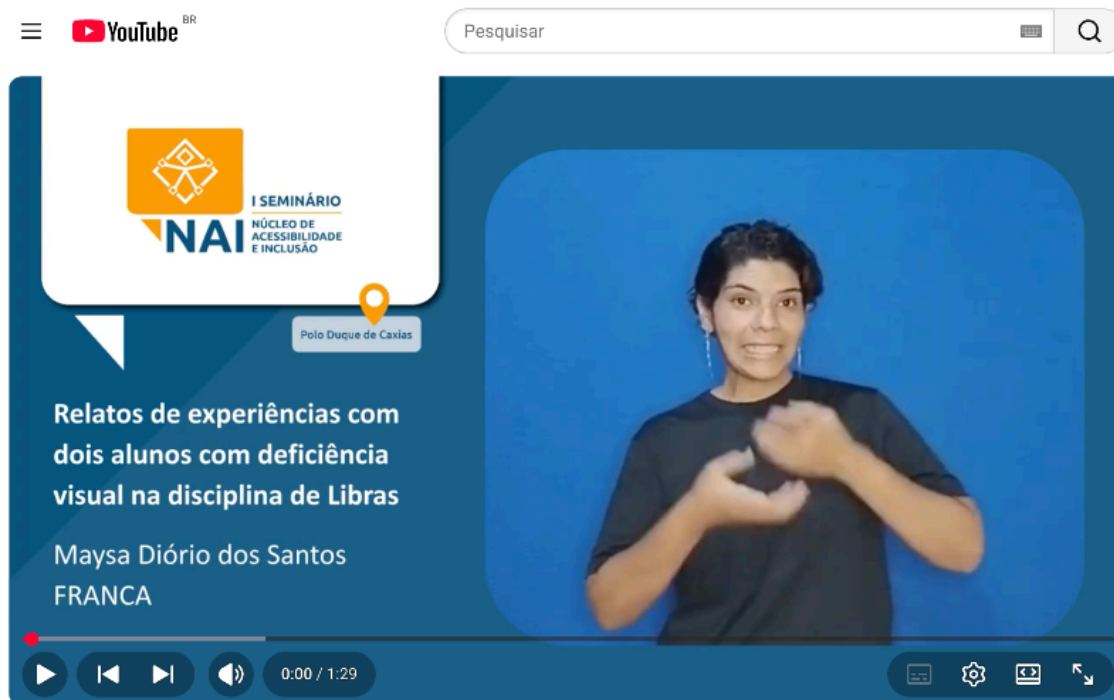 YouTube BR
Pesquisar
I SEMINÁRIO
NAI
NÚCLEO DE
ACESSIBILIDADE
E INCLUSÃO
Polo Duque de Caxias
Relatos de experiências com
dois alunos com deficiência
visual na disciplina de Libras
Maysa Diório dos Santos
FRANCA
0:00 / 1:29